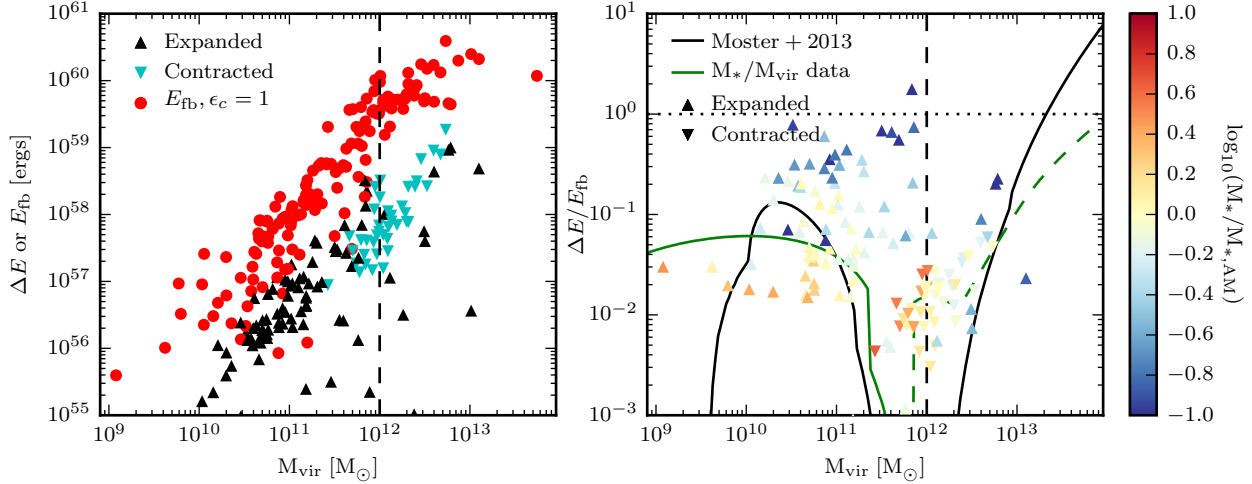 10^61
10^60
10^59
10^58
10^57
10^56
10^55
ΔE or E_fb [ergs]
Expanded
Contracted
E_fb, ϵ_c = 1
10^9
10^10
10^11
10^12
10^13
M_vir [M_⊙]
10^1
10^0
10^−1
10^−2
10^−3
ΔE/E_fb
Moster + 2013
M_*/M_vir data
Expanded
Contracted
10^9
10^10
10^11
10^12
10^13
M_vir [M_⊙]
1.0
0.8
0.6
0.4
0.2
0.0
−0.2
−0.4
−0.6
−0.8
−1.0
log_10(M_*/M_*,AM)